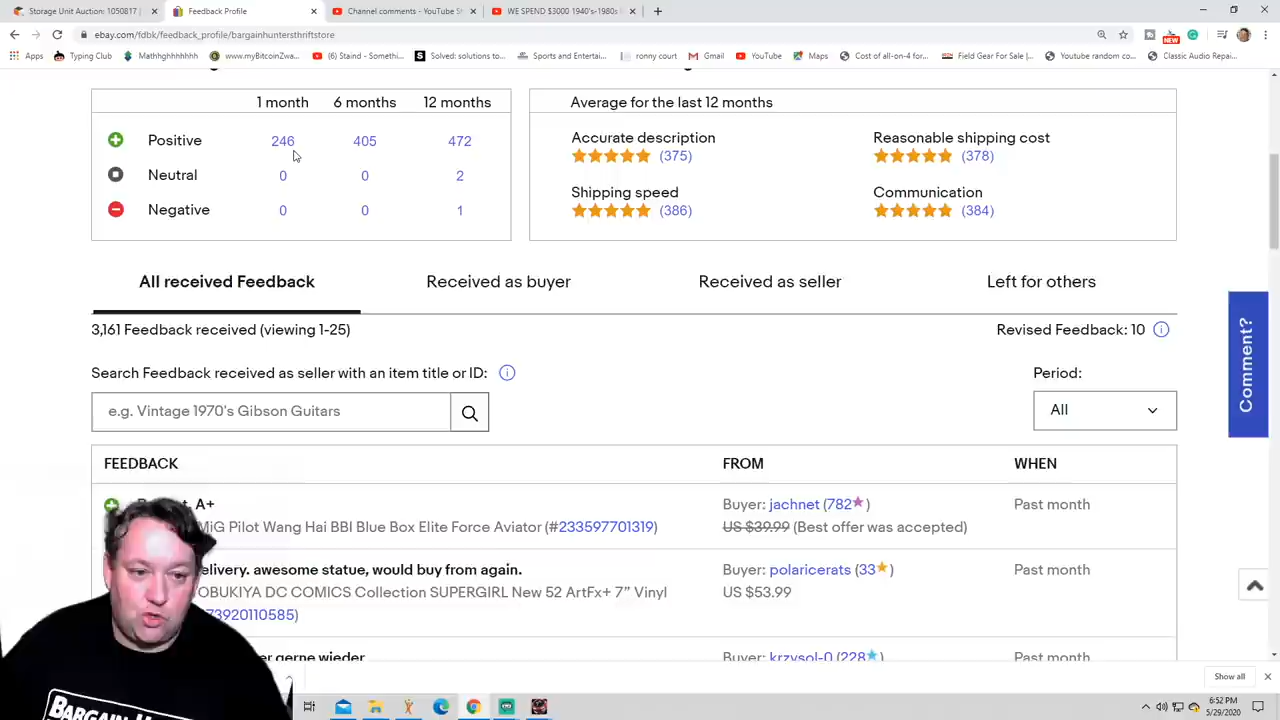 Storage Unit Auction: 1050817
Feedback Profile
Channel comments - YouTube S
WE SPEND $3000 1940's-1980s
ebay.com/fdbk/feedback_profile/bargainhuntersthriftstore
Apps
Typing Club
Mathhghhhhhh
www.myBitcoinZwa...
(6) Staind - Somethi...
Solved: solutions to...
Sports and Entertai...
ronny court
Gmail
YouTube
Maps
Cost of all-on-4 for...
Field Gear For Sale |...
Youtube random co...
Classic Audio Repai...
NEW
1 month 6 months 12 months
Positive 246 405 472
Neutral 0 0 2
Negative 0 0 1
Average for the last 12 months
Accurate description
(375)
Reasonable shipping cost
(378)
Shipping speed
(386)
Communication
(384)
All received Feedback
Received as buyer
Received as seller
Left for others
3,161 Feedback received (viewing 1-25)
Revised Feedback: 10
Search Feedback received as seller with an item title or ID:
Period:
e.g. Vintage 1970's Gibson Guitars
All
Comment?
FEEDBACK FROM WHEN
A+
Buyer: jachnet (782)
Past month
MiG Pilot Wang Hai BBI Blue Box Elite Force Aviator (#233597701319)
US $39.99 (Best offer was accepted)
elivery. awesome statue, would buy from again.
Buyer: polaricerats (33)
Past month
OBUKIYA DC COMICS Collection SUPERGIRL New 52 ArtFx+ 7” Vinyl
US $53.99
73920110585)
er gerne wieder
Buyer: krzysol-0 (228)
Past month
Show all
BARGAIN
6:52 PM
5/29/2020